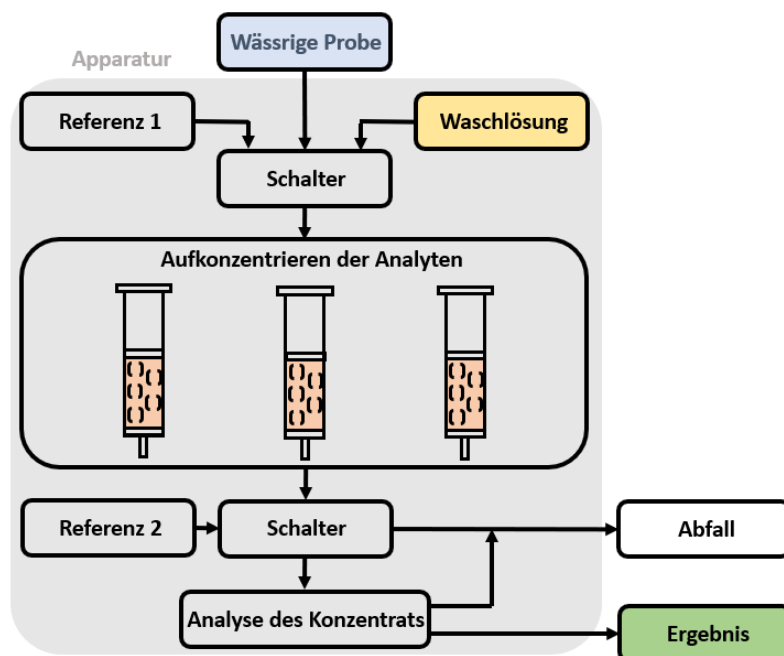 Wässrige Probe
Apparatur
Referenz 1
Waschlösung
Schalter
Aufkonzentrieren der Analyten
Referenz 2
Schalter
Abfall
Analyse des Konzentrats
Ergebnis